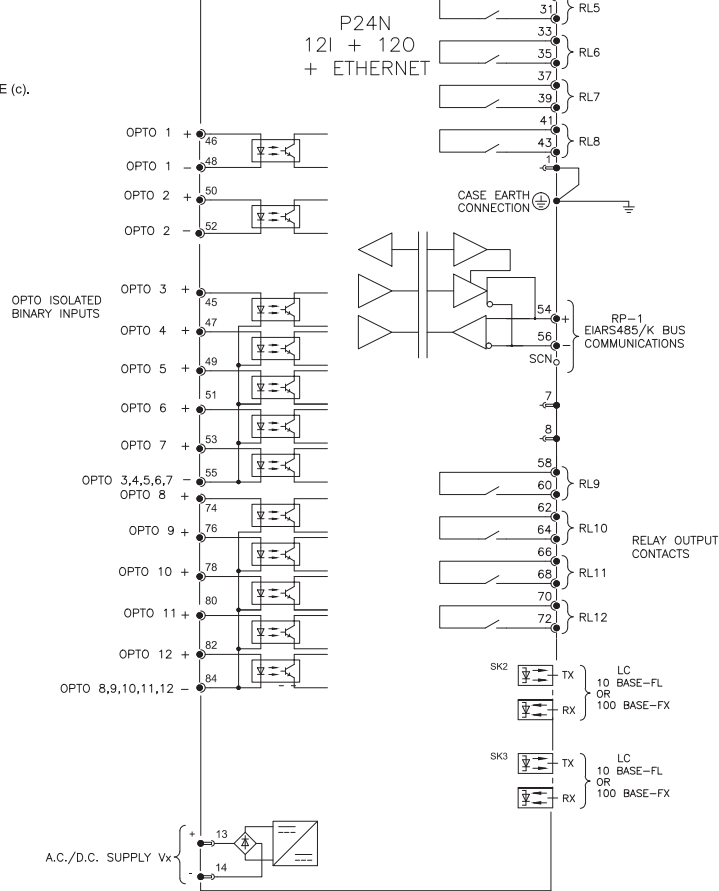 P24N
12I + 12O
+ ETHERNET
E (c).
31
RL5
33
35
RL6
37
39
RL7
41
43
RL8
1
CASE EARTH
CONNECTION
OPTO 1 +
46
OPTO 1 -
48
OPTO 2 +
50
OPTO 2 -
52
OPTO ISOLATED
BINARY INPUTS
OPTO 3 +
45
OPTO 4 +
47
OPTO 5 +
49
OPTO 6 +
51
OPTO 7 +
53
OPTO 3,4,5,6,7 -
55
OPTO 8 +
74
OPTO 9 +
76
OPTO 10 +
78
OPTO 11 +
80
OPTO 12 +
82
OPTO 8,9,10,11,12 -
84
54
+
56
-
SCN
RP-1
EIARS485/K BUS
COMMUNICATIONS
7
8
58
60
RL9
62
64
RL10
66
68
RL11
70
72
RL12
RELAY OUTPUT
CONTACTS
SK2
TX
RX
LC
10 BASE-FL
OR
100 BASE-FX
SK3
TX
RX
LC
10 BASE-FL
OR
100 BASE-FX
A.C./D.C. SUPPLY Vx
+
13
-
14